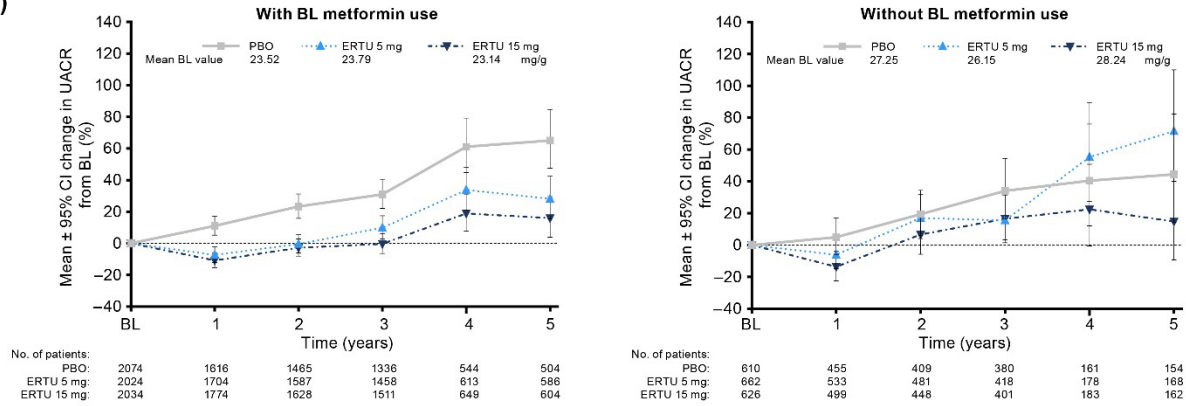 )
With BL metformin use
PBO ERTU 5 mg ERTU 15 mg
Mean BL value 23.52 23.79 23.14 mg/g
Mean ± 95% CI change in UACR
from BL (%)
140
120
100
80
60
40
20
0
–20
–40
BL 1 2 3 4 5
Time (years)
No. of patients:
PBO: 2074 1616 1465 1336 544 504
ERTU 5 mg: 2024 1704 1587 1458 613 586
ERTU 15 mg: 2034 1774 1628 1511 649 604
Without BL metformin use
PBO ERTU 5 mg ERTU 15 mg
Mean BL value 27.25 26.15 28.24 mg/g
Mean ± 95% CI change in UACR
from BL (%)
140
120
100
80
60
40
20
0
–20
–40
BL 1 2 3 4 5
Time (years)
No. of patients:
PBO: 610 455 409 380 161 154
ERTU 5 mg: 662 533 481 418 178 168
ERTU 15 mg: 626 499 448 401 183 162